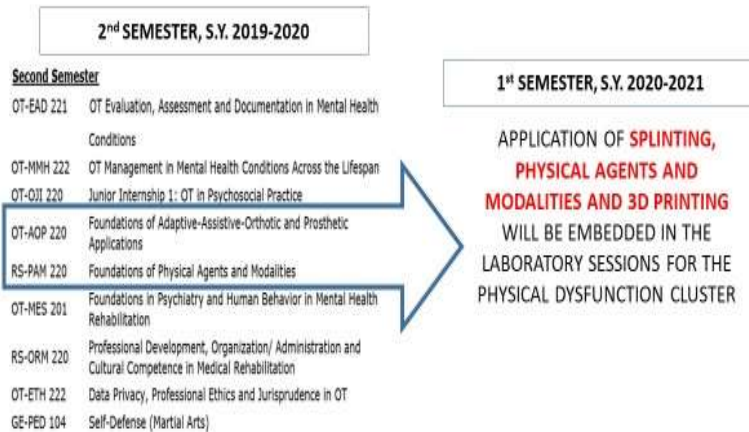 2nd SEMESTER, S.Y. 2019-2020
Second Semester
OT-EAD 221 OT Evaluation, Assessment and Documentation in Mental Health
Conditions
OT-MMH 222 OT Management in Mental Health Conditions Across the Lifespan
OT-OJI 220 Junior Internship 1: OT in Psychosocial Practice
OT-AOP 220 Foundations of Adaptive-Assistive-Orthotic and Prosthetic
Applications
RS-PAM 220 Foundations of Physical Agents and Modalities
OT-MES 201 Foundations in Psychiatry and Human Behavior in Mental Health
Rehabilitation
RS-ORM 220 Professional Development, Organization/ Administration and
Cultural Competence in Medical Rehabilitation
OT-ETH 222 Data Privacy, Professional Ethics and Jurisprudence in OT
GE-PED 104 Self-Defense (Martial Arts)
1st SEMESTER, S.Y. 2020-2021
APPLICATION OF SPLINTING,
PHYSICAL AGENTS AND
MODALITIES AND 3D PRINTING
WILL BE EMBEDDED IN THE
LABORATORY SESSIONS FOR THE
PHYSICAL DYSFUNCTION CLUSTER